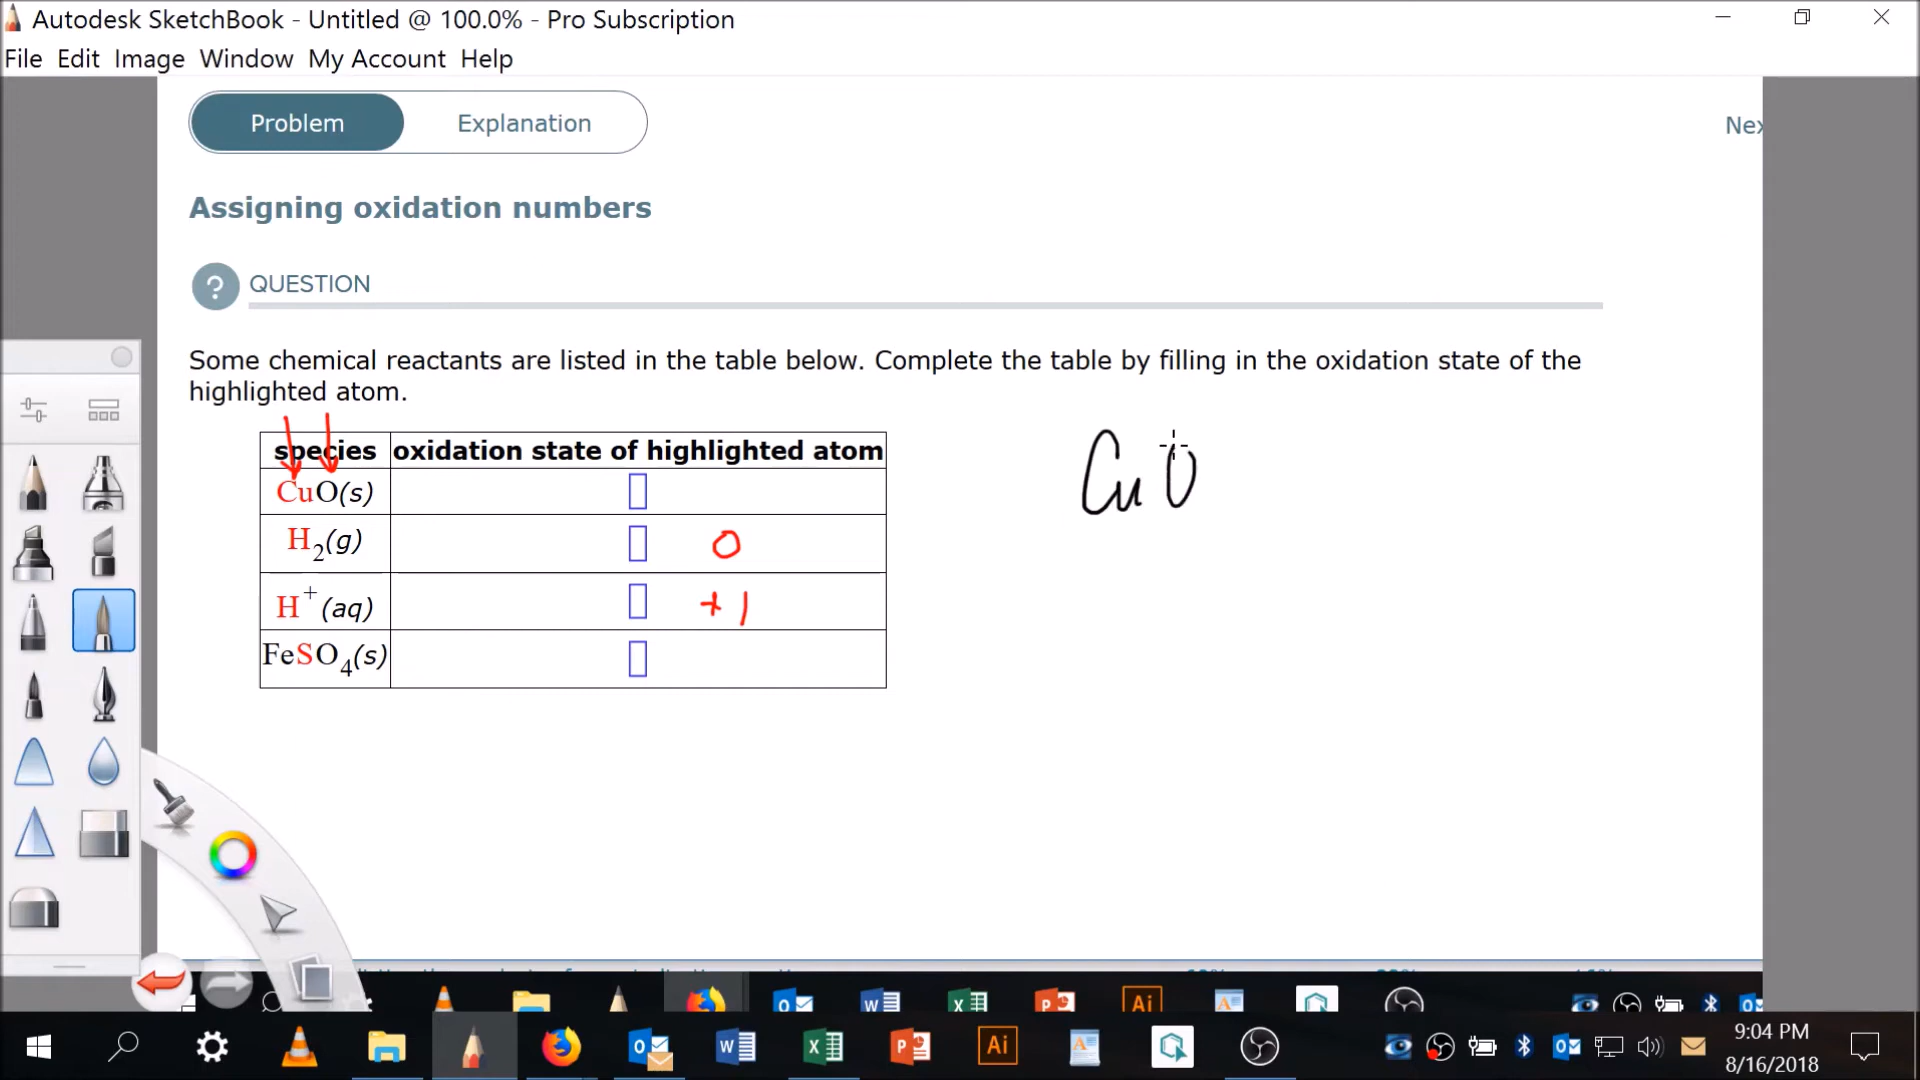 Autodesk SketchBook - Untitled @ 100.0% - Pro Subscription
File Edit Image Window My Account Help
Problem Explanation
Nex
Assigning oxidation numbers
? QUESTION
Some chemical reactants are listed in the table below. Complete the table by filling in the oxidation state of the
highlighted atom.
species oxidation state of highlighted atom
CuO(s)
H2(g) 0
H+(aq) +1
FeSO4(s)
CuO
9:04 PM
8/16/2018